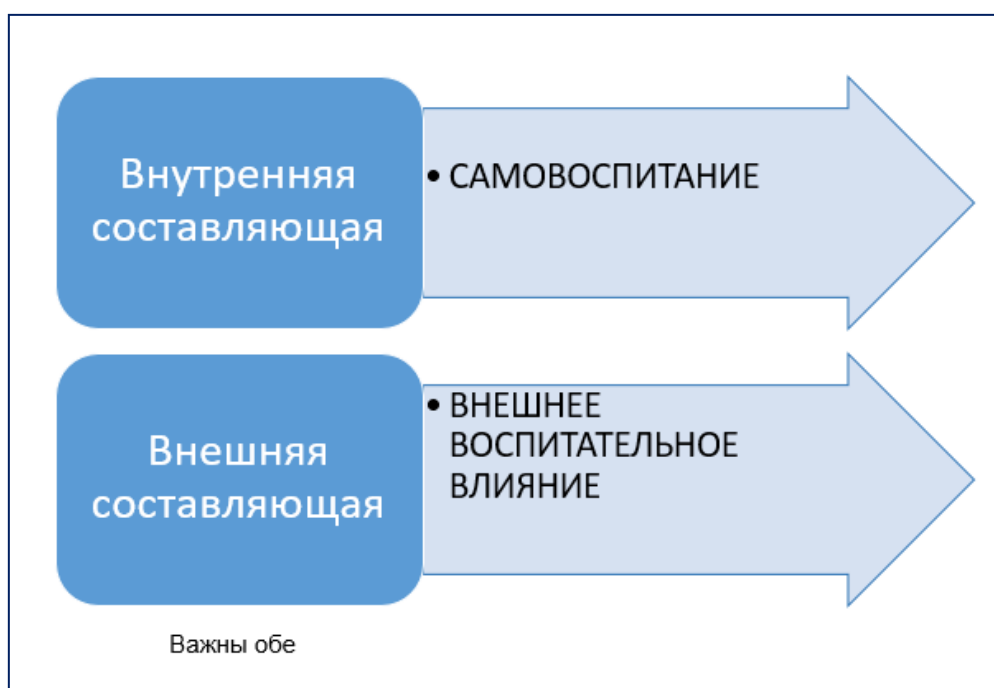 Внутренняя
составляющая
• САМОВОСПИТАНИЕ
Внешняя
составляющая
• ВНЕШНЕЕ
ВОСПИТАТЕЛЬНОЕ
ВЛИЯНИЕ
Важны обе